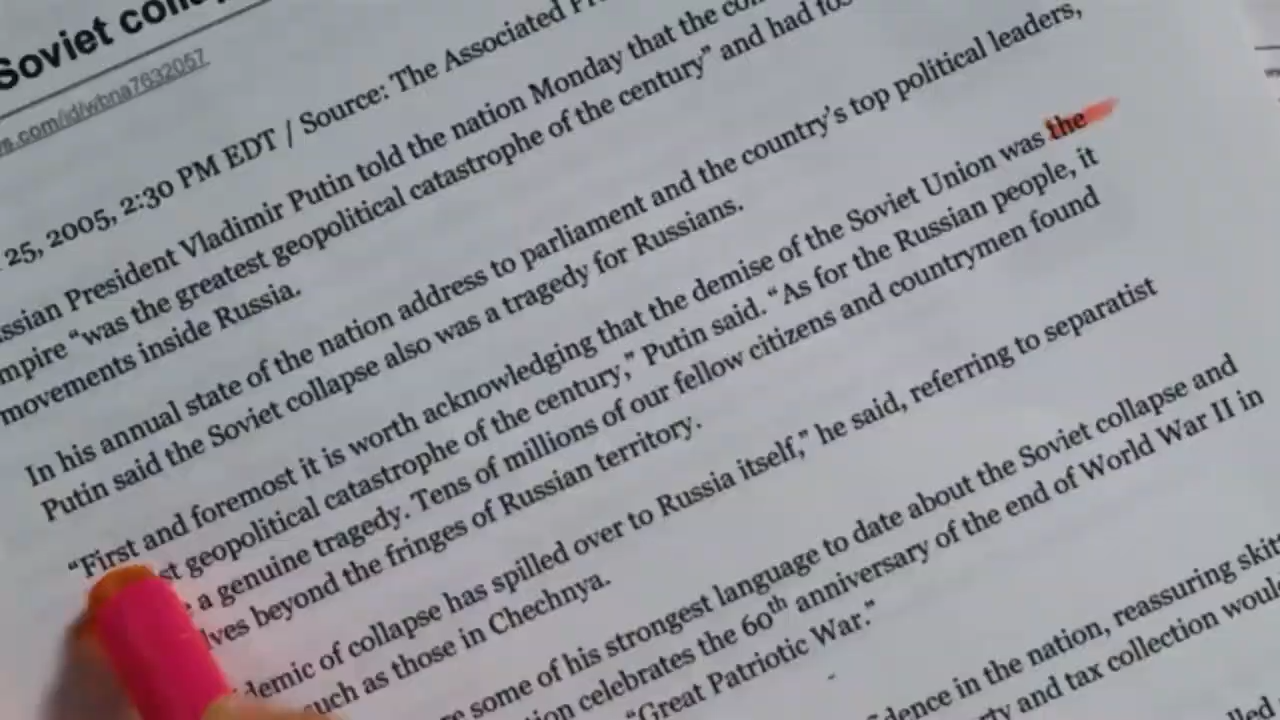 Soviet
s.com/id/wbna7632057
25, 2005, 2:30 PM EDT / Source: The Associated
ssian President Vladimir Putin told the nation Monday that the
mpire “was the greatest geopolitical catastrophe of the century” and had
movements inside Russia.
In his annual state of the nation address to parliament and the country’s top political leaders,
Putin said the Soviet collapse also was a tragedy for Russians.
“First and foremost it is worth acknowledging that the demise of the Soviet Union was the
st geopolitical catastrophe of the century,” Putin said. “As for the Russian people, it
a genuine tragedy. Tens of millions of our fellow citizens and countrymen found
lves beyond the fringes of Russian territory.
demic of collapse has spilled over to Russia itself,” he said, referring to separatist
such as those in Chechnya.
some of his strongest language to date about the Soviet collapse and
tion celebrates the 60th anniversary of the end of World War II in
“Great Patriotic War.”
dence in the nation, reassuring
and tax collection